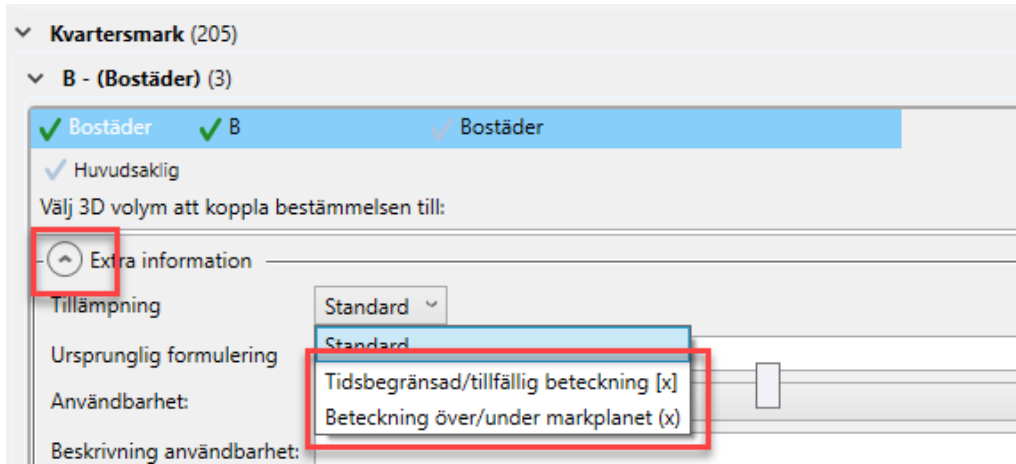 Kvartersmark (205)
B - (Bostäder) (3)
Bostäder B Bostäder
Huvudsaklig
Välj 3D volym att koppla bestämmelsen till:
Extra information
Tillämpning Standard
Standard
Ursprunglig formulering
Tidsbegränsad/tillfällig beteckning [x]
Användbarhet:
Beteckning över/under markplanet (x)
Beskrivning användbarhet: